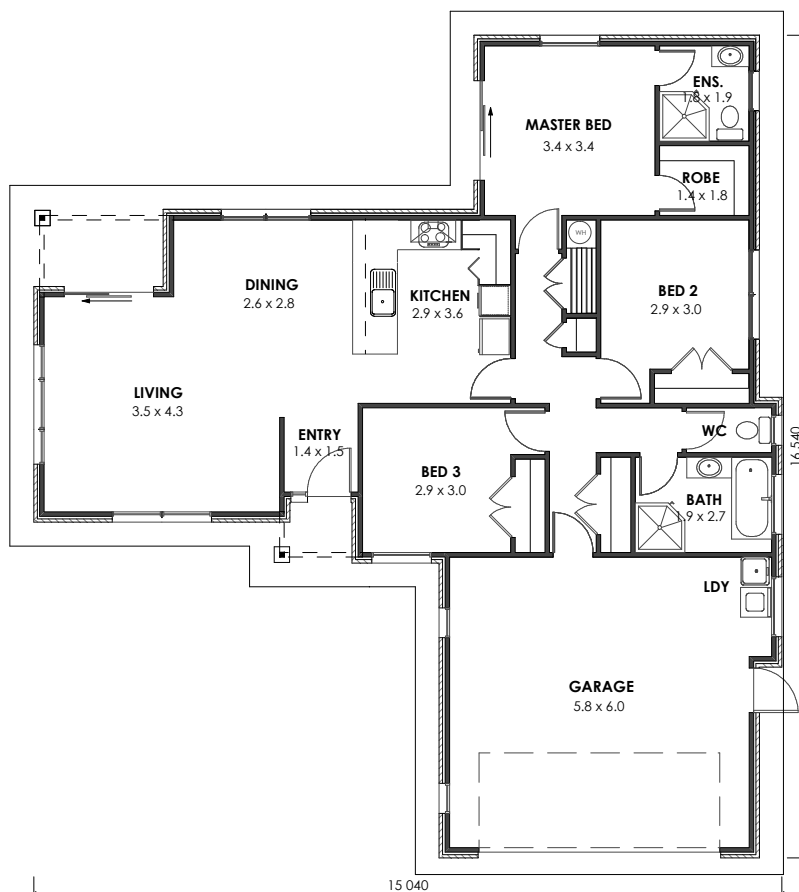 ENS.
1.8 x 1.9
MASTER BED
3.4 x 3.4
ROBE
1.4 x 1.8
WH
DINING
2.6 x 2.8
KITCHEN
2.9 x 3.6
BED 2
2.9 x 3.0
LIVING
3.5 x 4.3
ENTRY
1.4 x 1.5
WC
16 540
BED 3
2.9 x 3.0
BATH
1.9 x 2.7
LDY
GARAGE
5.8 x 6.0
15 040